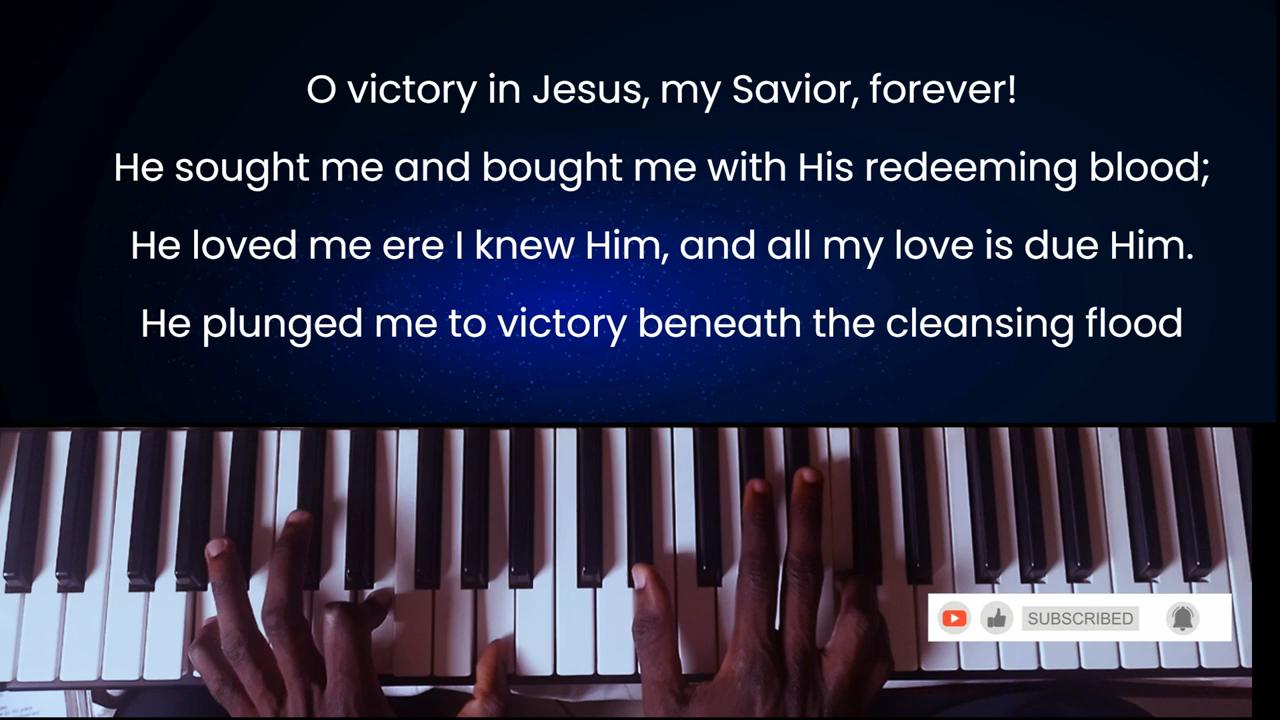 O victory in Jesus, my Savior, forever!
He sought me and bought me with His redeeming blood;
He loved me ere I knew Him, and all my love is due Him.
He plunged me to victory beneath the cleansing flood
SUBSCRIBED